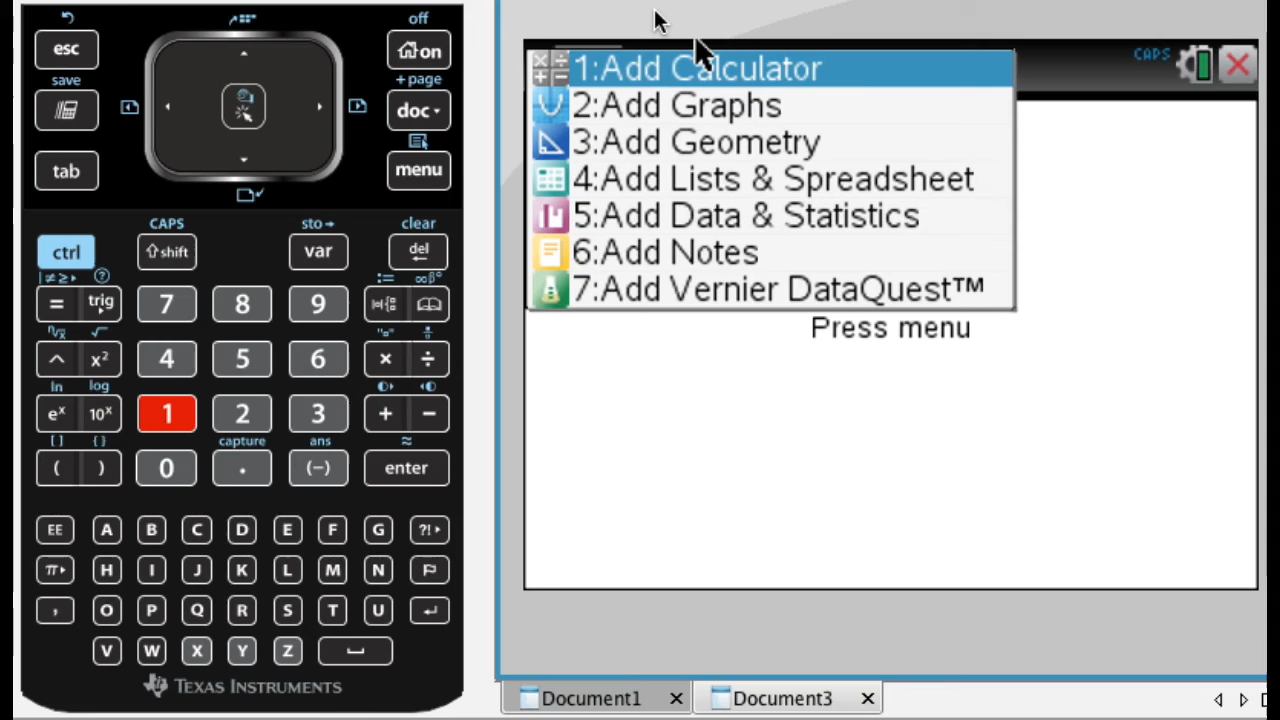 off
esc
on
save
+ page
doc
tab
menu
CAPS
sto→
clear
ctrl
⇧shift
var
del
|≠≥▸ ?
:= ∞β°
= trig 7 8 9
ⁿ√x √
"▫"
^ x² 4 5 6 × ÷
ln log
eˣ 10ˣ 1 2 3 + −
[ ] { }
capture
ans
≈
( ) 0 . (−) enter
EE A B C D E F G ?!▸
π▸ H I J K L M N
, O P Q R S T U
V W X Y Z
TEXAS INSTRUMENTS
CAPS
1:Add Calculator
2:Add Graphs
3:Add Geometry
4:Add Lists & Spreadsheet
5:Add Data & Statistics
6:Add Notes
7:Add Vernier DataQuest™
Press menu
Document1
Document3